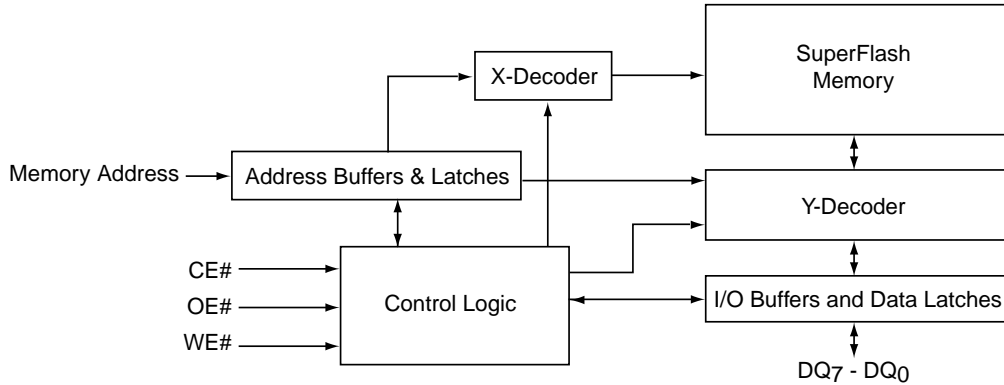 SuperFlash
Memory
X-Decoder
Memory Address
Address Buffers & Latches
Y-Decoder
CE#
OE#
WE#
Control Logic
I/O Buffers and Data Latches
DQ7 - DQ0